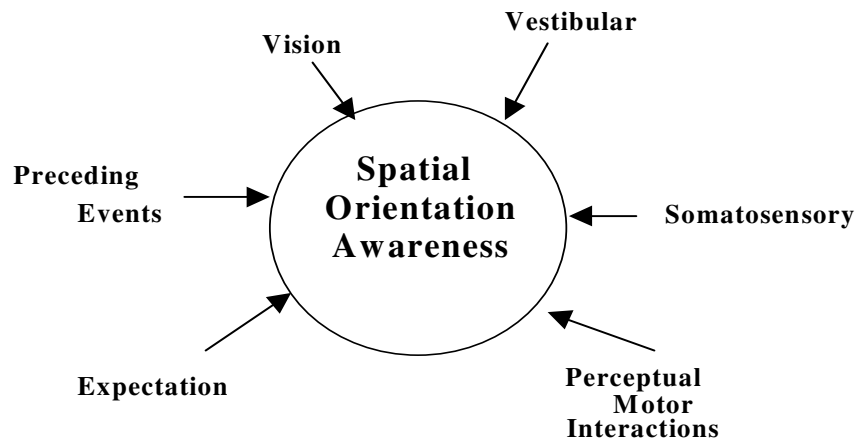 Vestibular
Vision
Spatial
Orientation
Awareness
Preceding
Events
Somatosensory
Expectation
Perceptual
Motor
Interactions